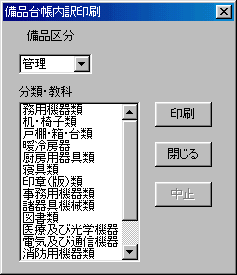 備品台帳内訳印刷
備品区分
管理
分類・教科
務用機器類
机・椅子類
戸棚・箱・台類
暖冷房器
厨房用器具類
寝具類
印章(版)類
事務用機器類
諸器具機械類
図書類
医療及び光学機器
電気及び通信機器
消防用機器類
印刷
閉じる
中止